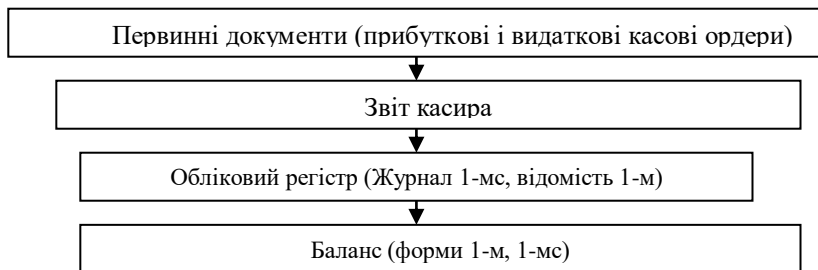 Первинні документи (прибуткові і видаткові касові ордери)
Звіт касира
Обліковий регістр (Журнал 1-мс, відомість 1-м)
Баланс (форми 1-м, 1-мс)